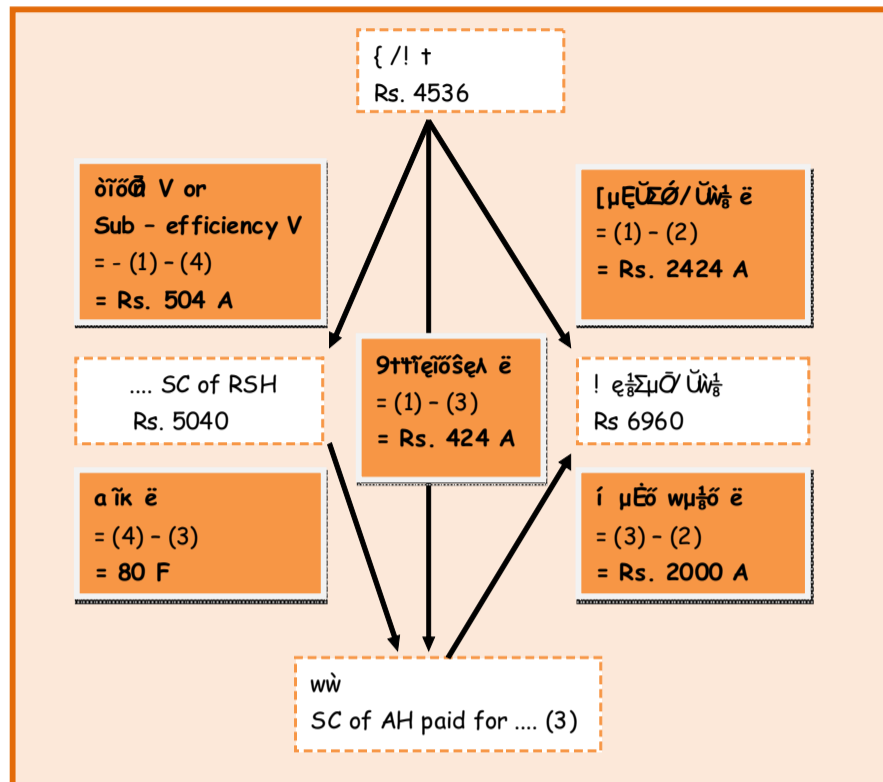 Rs. 4536
V or
Sub – efficiency V
= - (1) – (4)
= Rs. 504 A
= (1) – (2)
= Rs. 2424 A
.... SC of RSH
Rs. 5040
= (1) – (3)
= Rs. 424 A
Rs 6960
= (4) – (3)
= 80 F
= (3) – (2)
= Rs. 2000 A
SC of AH paid for .... (3)